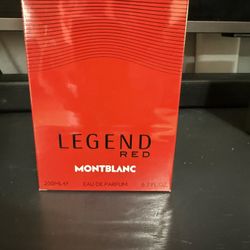 LEGEND
RED
MONTBLANC
200ML℮ EAU DE PARFUM 6.7 FL.OZ.